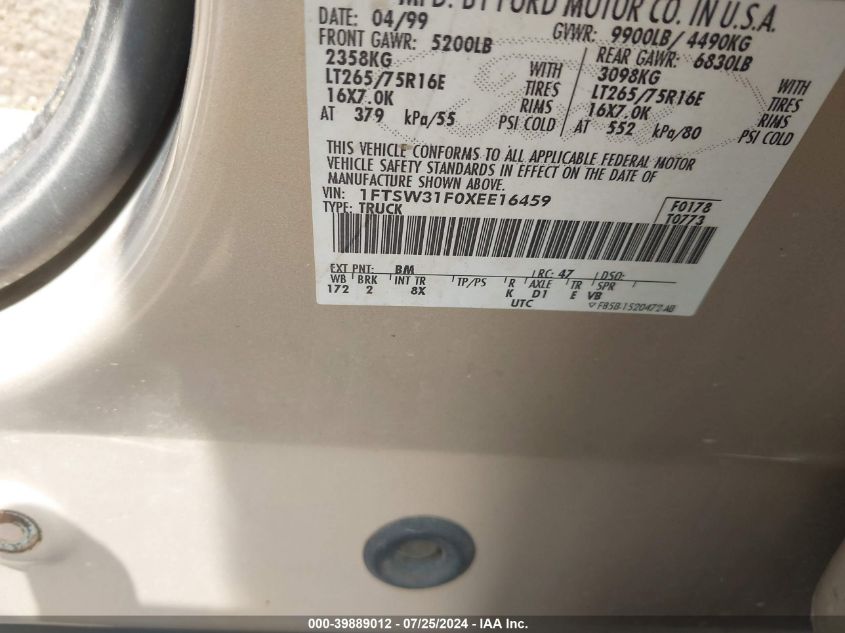 MFD. BY FORD MOTOR CO. IN U.S.A.
DATE: 04/99 GVWR: 9900LB/ 4490KG
FRONT GAWR: 5200LB REAR GAWR: 6830LB
2358KG WITH 3098KG WITH
LT265/75R16E TIRES LT265/75R16E TIRES
16X7.0K RIMS 16X7.0K RIMS
AT 379 kPa/55 PSI COLD AT 552 kPa/80 PSI COLD
THIS VEHICLE CONFORMS TO ALL APPLICABLE FEDERAL MOTOR
VEHICLE SAFETY STANDARDS IN EFFECT ON THE DATE OF
MANUFACTURE SHOWN ABOVE.
VIN: 1FTSW31F0XEE16459
TYPE: TRUCK
F0178
T0773
EXT PNT: BM RC: 47 DSO:
WB BRK INT TR TP/PS R AXLE TR SPR
172 2 8X K D1 E VB
UTC F85B-1520472-AB
000-39889012 - 07/25/2024 - IAA Inc.